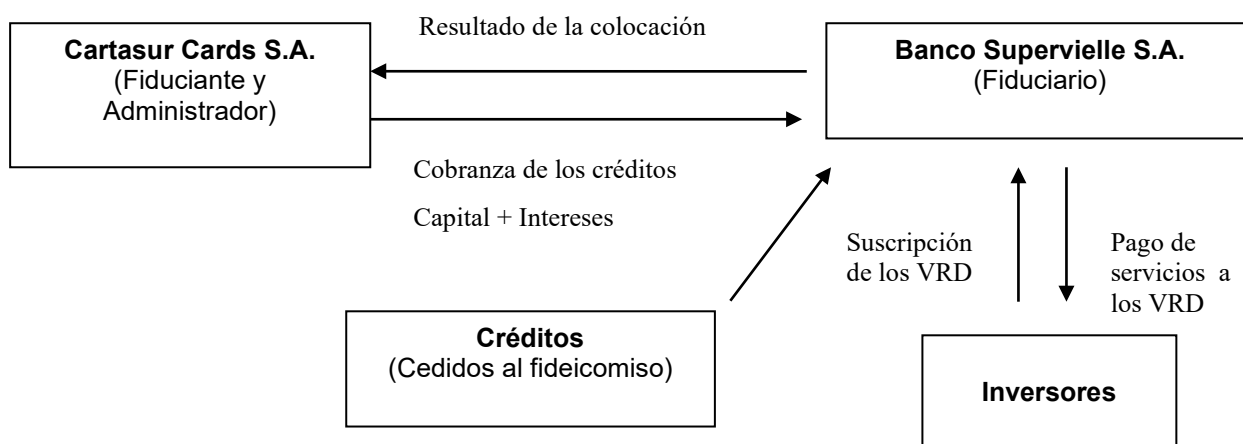 Resultado de la colocación
Cartasur Cards S.A.
(Fiduciante y
Administrador)
Banco Supervielle S.A.
(Fiduciario)
Cobranza de los créditos
Capital + Intereses
Suscripción
de los VRD
Pago de
servicios a
los VRD
Créditos
(Cedidos al fideicomiso)
Inversores